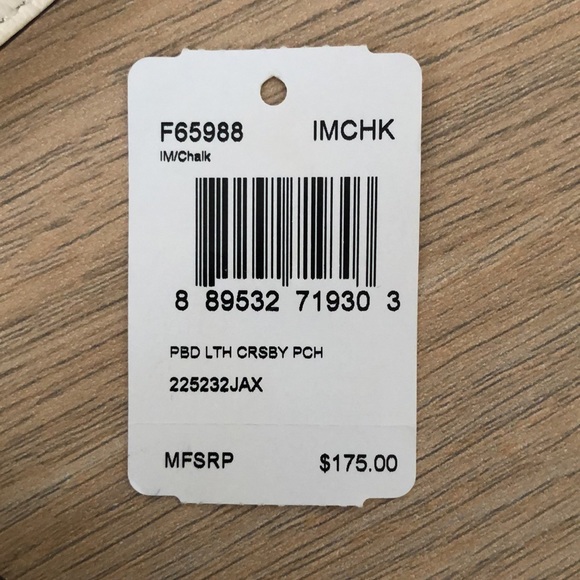 F65988 IMCHK
IM/Chalk
8 89532 71930 3
PBD LTH CRSBY PCH
225232JAX
MFSRP $175.00